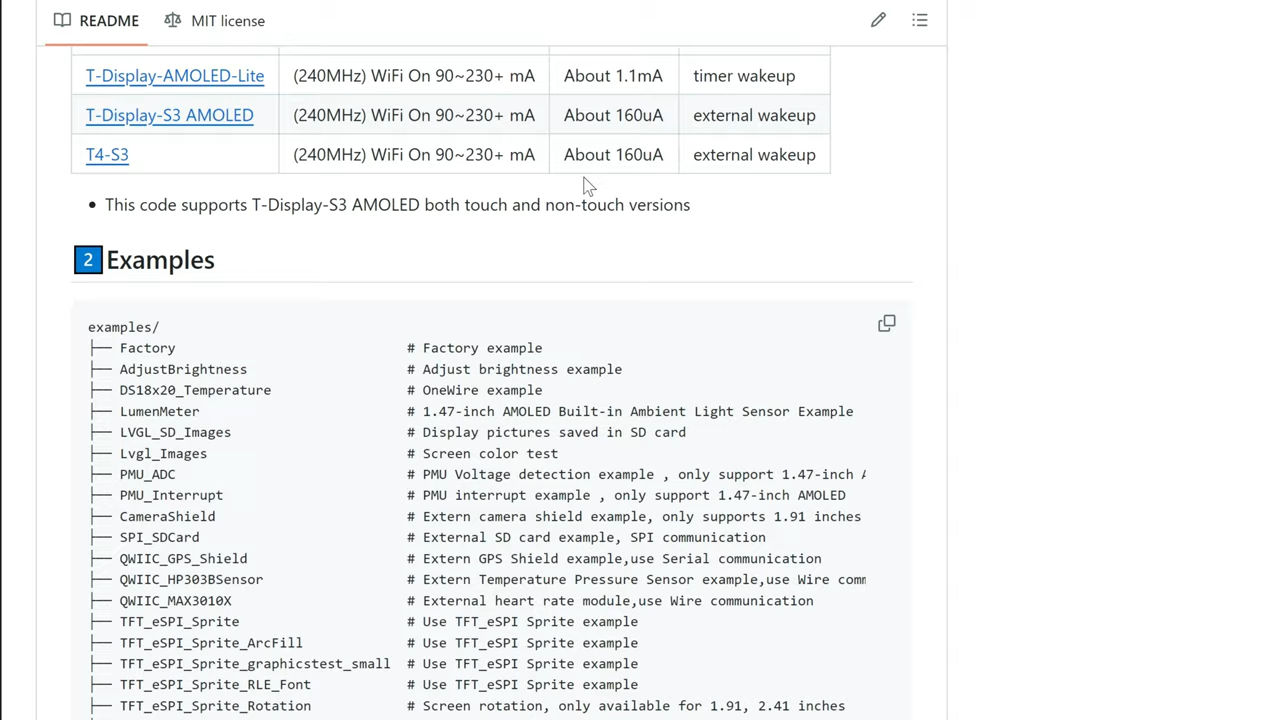 README MIT license
T-Display-AMOLED-Lite (240MHz) WiFi On 90~230+ mA About 1.1mA timer wakeup
T-Display-S3 AMOLED (240MHz) WiFi On 90~230+ mA About 160uA external wakeup
T4-S3 (240MHz) WiFi On 90~230+ mA About 160uA external wakeup
• This code supports T-Display-S3 AMOLED both touch and non-touch versions
2 Examples
examples/
├── Factory # Factory example
├── AdjustBrightness # Adjust brightness example
├── DS18x20_Temperature # OneWire example
├── LumenMeter # 1.47-inch AMOLED Built-in Ambient Light Sensor Example
├── LVGL_SD_Images # Display pictures saved in SD card
├── Lvgl_Images # Screen color test
├── PMU_ADC # PMU Voltage detection example , only support 1.47-inch
├── PMU_Interrupt # PMU interrupt example , only support 1.47-inch AMOLED
├── CameraShield # Extern camera shield example, only supports 1.91 inches
├── SPI_SDCard # External SD card example, SPI communication
├── QWIIC_GPS_Shield # Extern GPS Shield example,use Serial communication
├── QWIIC_HP303BSensor # Extern Temperature Pressure Sensor example,use Wire
├── QWIIC_MAX3010X # External heart rate module,use Wire communication
├── TFT_eSPI_Sprite # Use TFT_eSPI Sprite example
├── TFT_eSPI_Sprite_ArcFill # Use TFT_eSPI Sprite example
├── TFT_eSPI_Sprite_graphicstest_small # Use TFT_eSPI Sprite example
├── TFT_eSPI_Sprite_RLE_Font # Use TFT_eSPI Sprite example
├── TFT_eSPI_Sprite_Rotation # Screen rotation, only available for 1.91, 2.41 inches